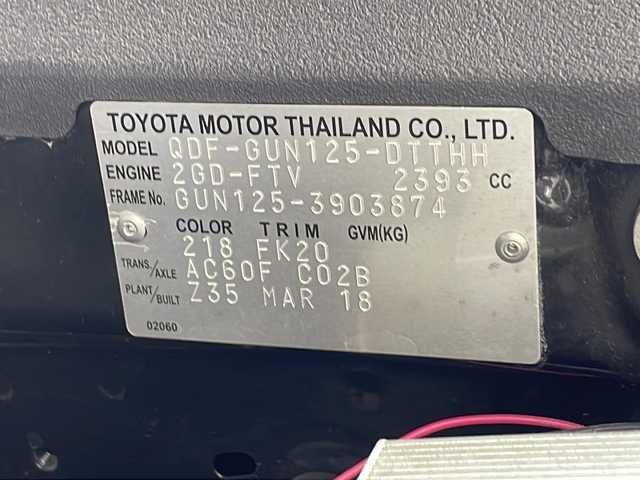 TOYOTA MOTOR THAILAND CO., LTD.
MODEL QDF-GUN125-DTTHH
ENGINE 2GD-FTV 2393 CC
FRAME No. GUN125-3903874
COLOR TRIM GVM(KG)
218 FK20
TRANS./AXLE AC60F C02B
PLANT/BUILT Z35 MAR 18
02060